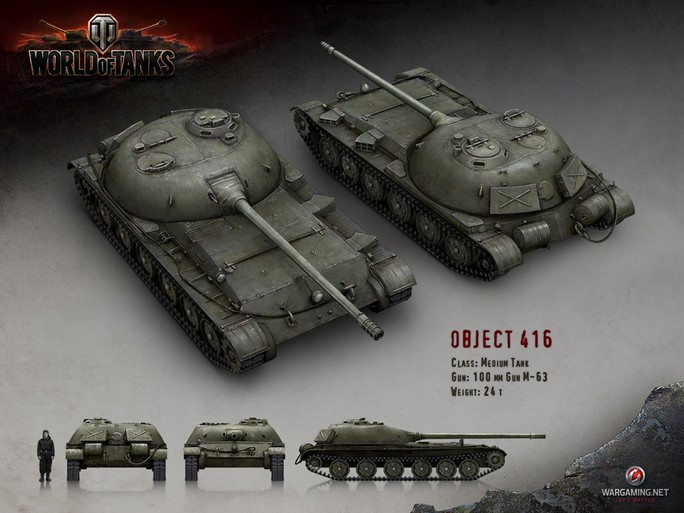 WORLD OF TANKS
OBJECT 416
CLASS: MEDIUM TANK
GUN: 100 MM GUN M-63
WEIGHT: 24 T
WARGAMING.NET